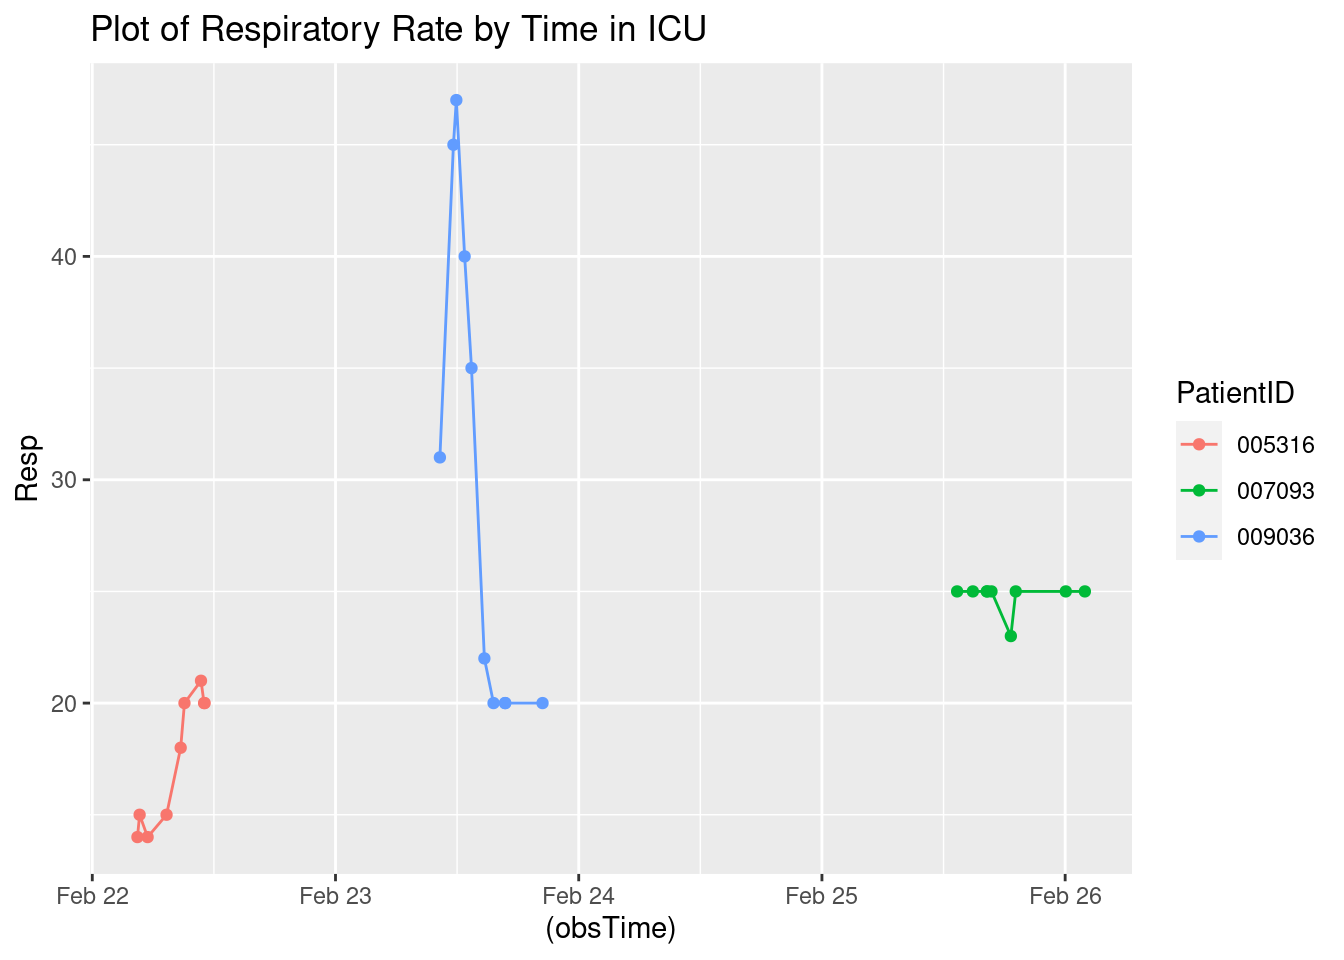 Plot of Respiratory Rate by Time in ICU
Resp
40
30
20
Feb 22
Feb 23
Feb 24
Feb 25
Feb 26
(obsTime)
PatientID
005316
007093
009036